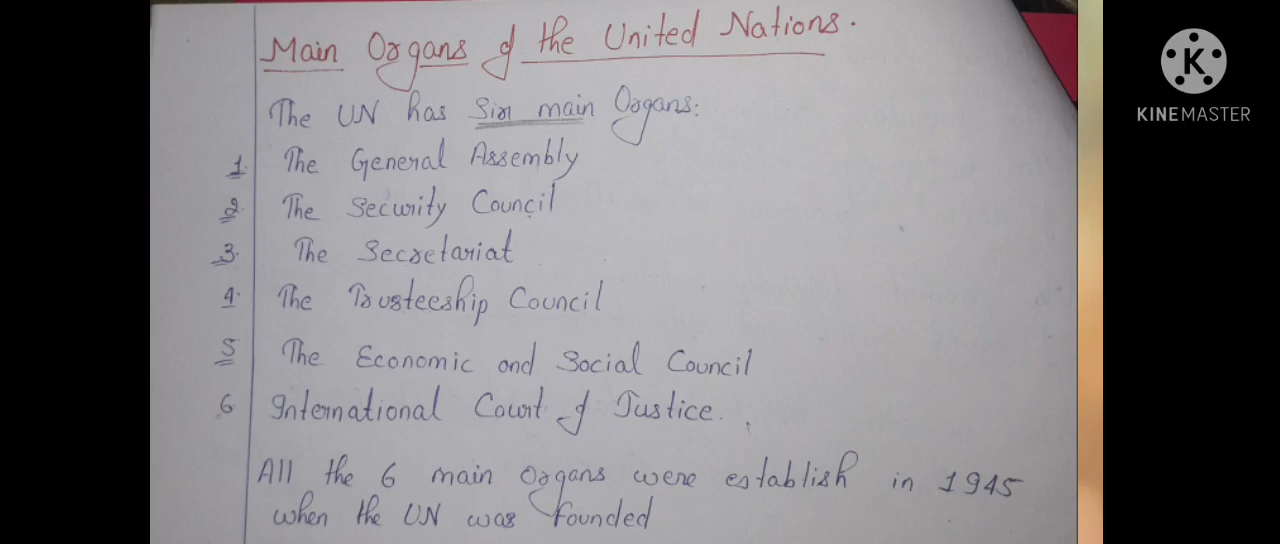 Main Organs of the United Nations.
The UN has Six main Organs:
1. The General Assembly
2. The Security Council
3. The Secretariat
4. The Trusteeship Council
5 The Economic and Social Council
6 International Court of Justice.
All the 6 main Organs were establish in 1945
when the UN was founded
K
KINEMASTER